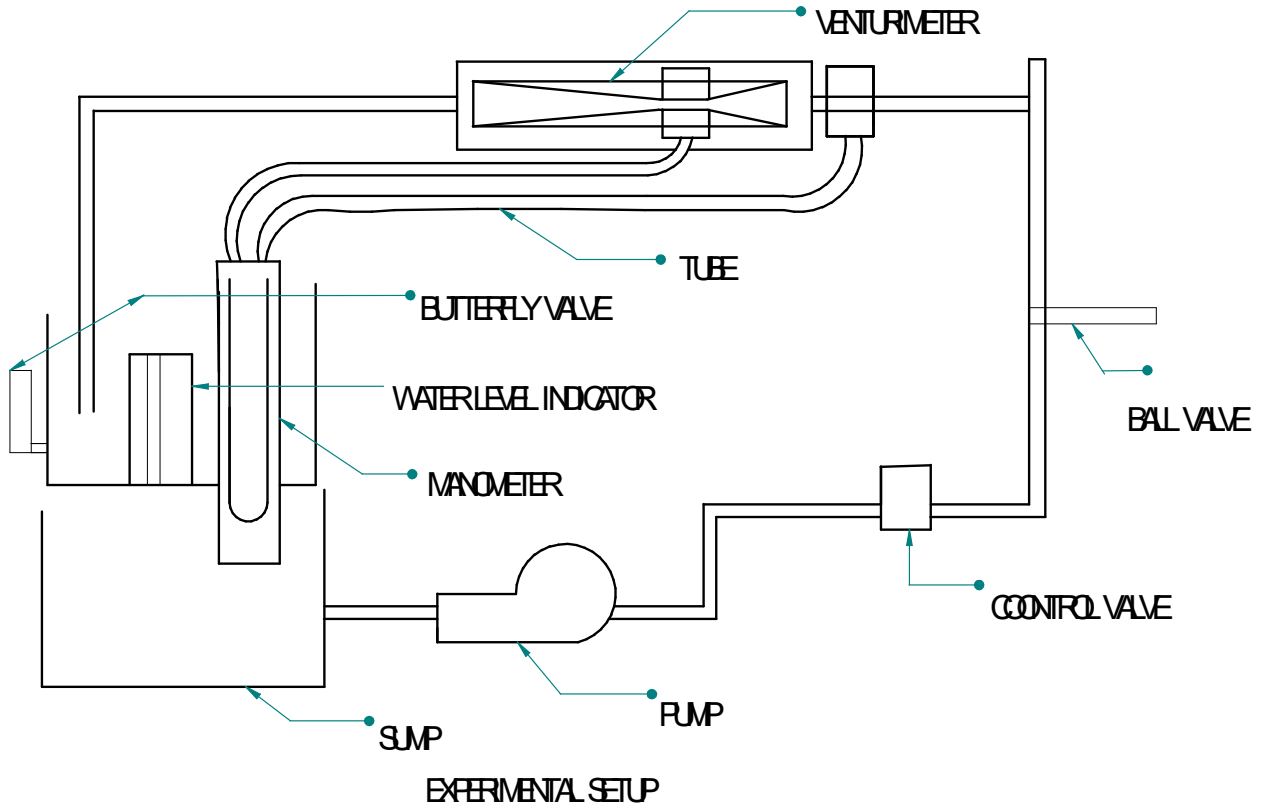 VENTURIMETER
TUBE
BUTTERFLY VALVE
WATER LEVEL INDICATOR
BALL VALVE
MANOMETER
COONTROL VALVE
PUMP
SUMP
EXPERIMENTAL SETUP